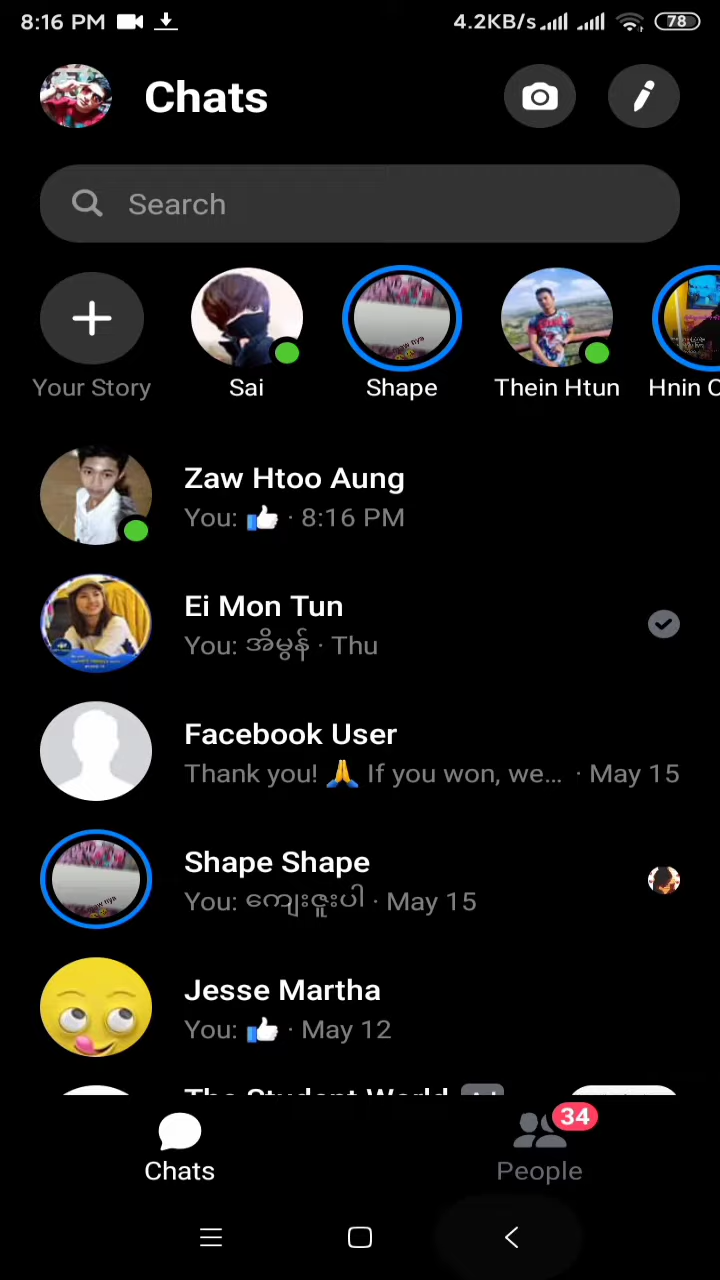 8:16 PM 4.2KB/s 78
Chats
Search
Your Story
Sai
Shape
Thein Htun
Hnin
Zaw Htoo Aung
You: 👍 · 8:16 PM
Ei Mon Tun
You: အိမွန် · Thu
Facebook User
Thank you! 🙏 If you won, we... · May 15
Shape Shape
You: ကျေးဇူးပါ · May 15
Jesse Martha
You: 👍 · May 12
The Student World Ad
34
Chats
People